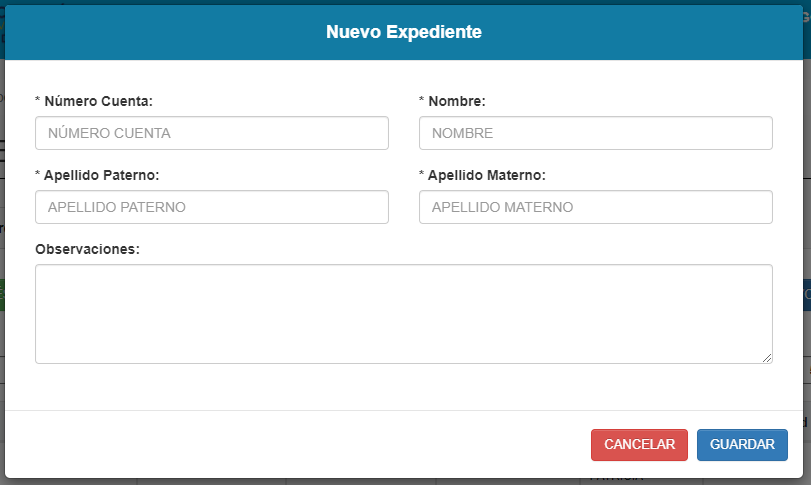 Nuevo Expediente
* Número Cuenta: * Nombre:
NÚMERO CUENTA NOMBRE
* Apellido Paterno: * Apellido Materno:
APELLIDO PATERNO APELLIDO MATERNO
Observaciones:
CANCELAR GUARDAR